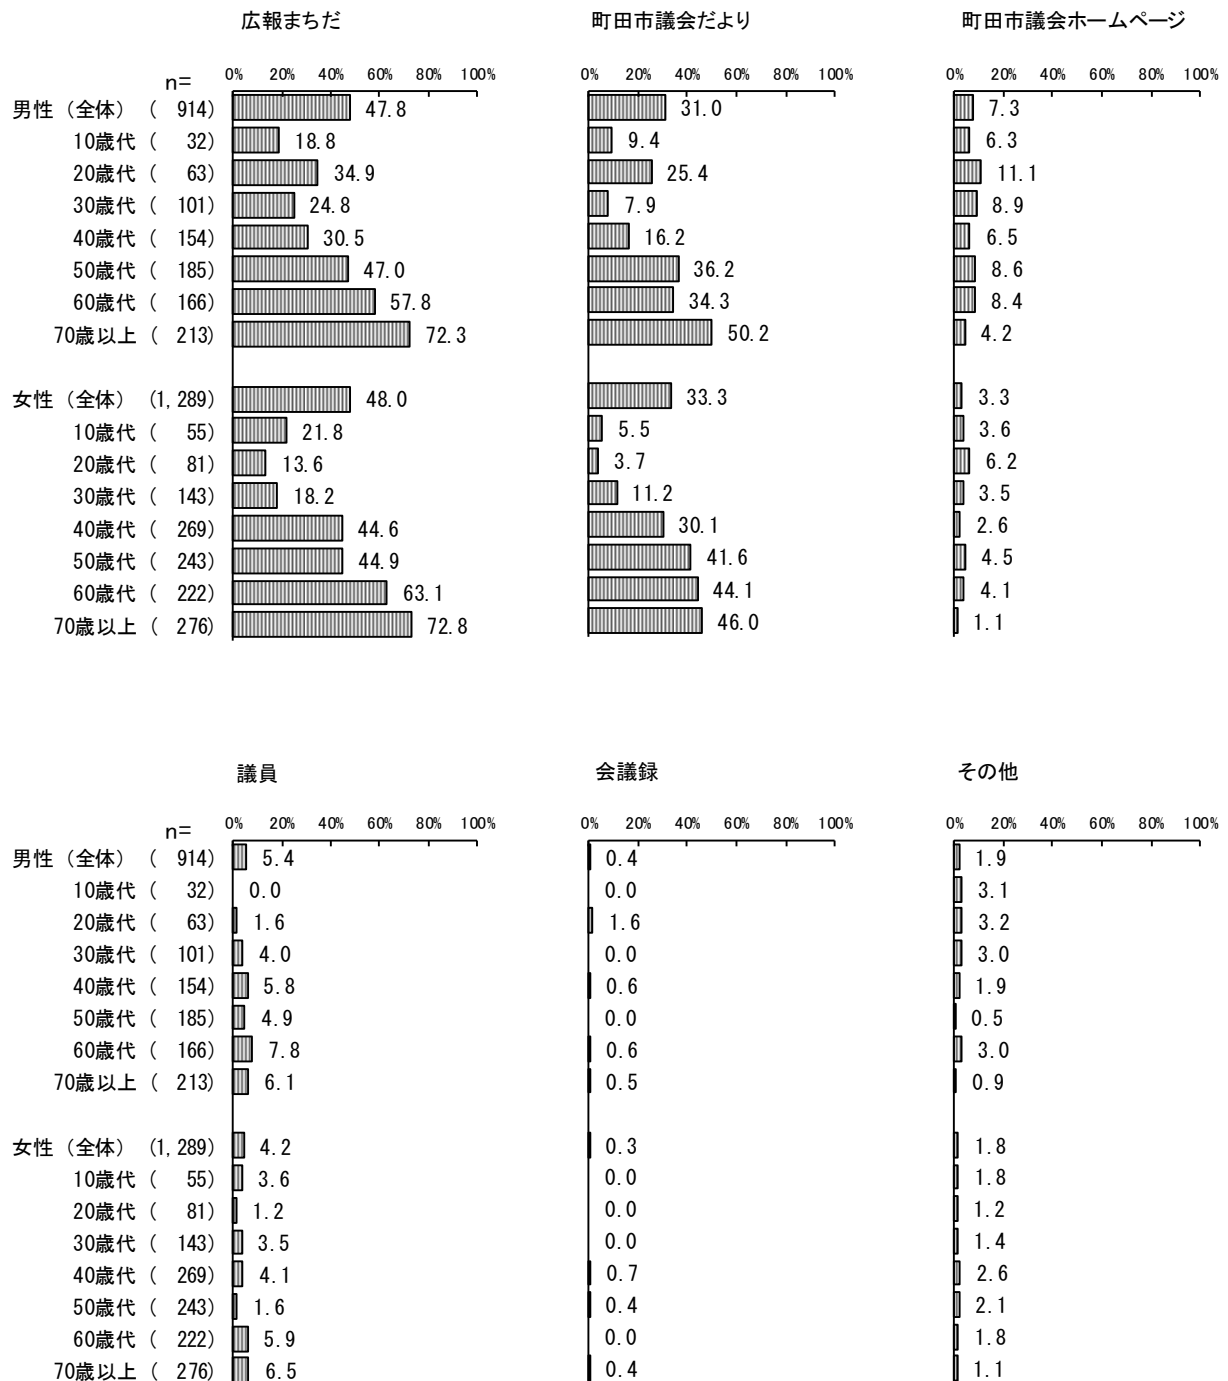 広報まちだ 町田市議会だより 町田市議会ホームページ
n= 0% 20% 40% 60% 80% 100% 0% 20% 40% 60% 80% 100% 0% 20% 40% 60% 80% 100%
男性（全体）（ 914） 47.8 31.0 7.3
10歳代（ 32） 18.8 9.4 6.3
20歳代（ 63） 34.9 25.4 11.1
30歳代（ 101） 24.8 7.9 8.9
40歳代（ 154） 30.5 16.2 6.5
50歳代（ 185） 47.0 36.2 8.6
60歳代（ 166） 57.8 34.3 8.4
70歳以上（ 213） 72.3 50.2 4.2
女性（全体）（1,289） 48.0 33.3 3.3
10歳代（ 55） 21.8 5.5 3.6
20歳代（ 81） 13.6 3.7 6.2
30歳代（ 143） 18.2 11.2 3.5
40歳代（ 269） 44.6 30.1 2.6
50歳代（ 243） 44.9 41.6 4.5
60歳代（ 222） 63.1 44.1 4.1
70歳以上（ 276） 72.8 46.0 1.1
議員 会議録 その他
n= 0% 20% 40% 60% 80% 100% 0% 20% 40% 60% 80% 100% 0% 20% 40% 60% 80% 100%
男性（全体）（ 914） 5.4 0.4 1.9
10歳代（ 32） 0.0 0.0 3.1
20歳代（ 63） 1.6 1.6 3.2
30歳代（ 101） 4.0 0.0 3.0
40歳代（ 154） 5.8 0.6 1.9
50歳代（ 185） 4.9 0.0 0.5
60歳代（ 166） 7.8 0.6 3.0
70歳以上（ 213） 6.1 0.5 0.9
女性（全体）（1,289） 4.2 0.3 1.8
10歳代（ 55） 3.6 0.0 1.8
20歳代（ 81） 1.2 0.0 1.2
30歳代（ 143） 3.5 0.0 1.4
40歳代（ 269） 4.1 0.7 2.6
50歳代（ 243） 1.6 0.4 2.1
60歳代（ 222） 5.9 0.0 1.8
70歳以上（ 276） 6.5 0.4 1.1